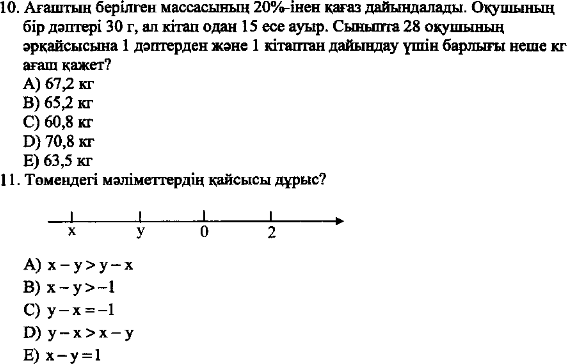 10. Ағаштың берілген массасының 20%-інен қағаз дайындалады. Оқушының
бір дәптері 30 г, ал кітап одан 15 есе ауыр. Сыныпта 28 оқушының
әрқайсысына 1 дәптерден және 1 кітаптан дайындау үшін барлығы неше кг
ағаш қажет?
A) 67,2 кг
B) 65,2 кг
C) 60,8 кг
D) 70,8 кг
E) 63,5 кг
11. Төмендегі мәліметтердің қайсысы дұрыс?
x y 0 2
A) x – y > y – x
B) x – y > –1
C) y – x = –1
D) y – x > x – y
E) x – y = 1